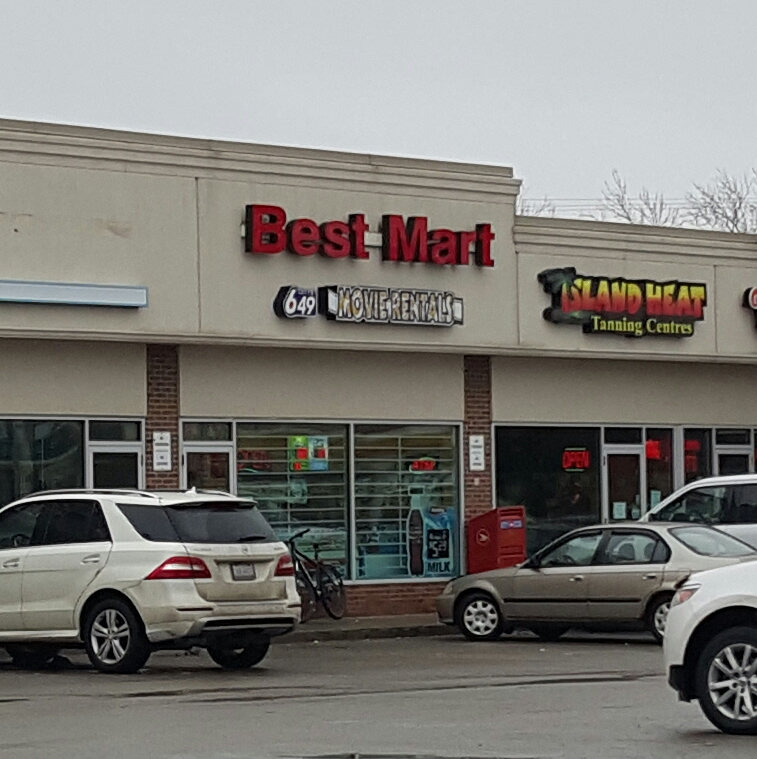 Best Mart
649 MOVIE RENTALS
ISLAND HEAT
Tanning Centres
OPEN
MILK